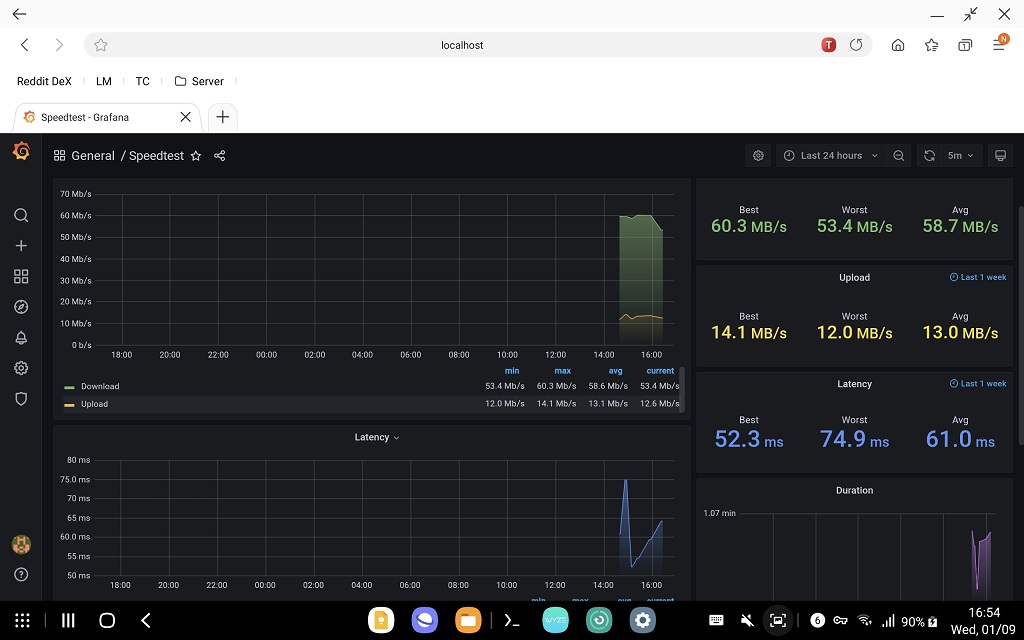 localhost
T
1
N
Reddit DeX LM TC Server
Speedtest - Grafana
General / Speedtest
Last 24 hours
5m
70 Mb/s
60 Mb/s
50 Mb/s
40 Mb/s
30 Mb/s
20 Mb/s
10 Mb/s
0 b/s
18:00 20:00 22:00 00:00 02:00 04:00 06:00 08:00 10:00 12:00 14:00 16:00
min max avg current
Download 53.4 Mb/s 60.3 Mb/s 58.6 Mb/s 53.4 Mb/s
Upload 12.0 Mb/s 14.1 Mb/s 13.1 Mb/s 12.6 Mb/s
Latency
80 ms
75.0 ms
70 ms
65 ms
60.0 ms
55 ms
50 ms
18:00 20:00 22:00 00:00 02:00 04:00 06:00 08:00 10:00 12:00 14:00 16:00
min max avg current
Best Worst Avg
60.3 MB/s 53.4 MB/s 58.7 MB/s
Upload Last 1 week
Best Worst Avg
14.1 MB/s 12.0 MB/s 13.0 MB/s
Latency Last 1 week
Best Worst Avg
52.3 ms 74.9 ms 61.0 ms
Duration
1.07 min
WYZE
6
90%
16:54
Wed, 01/09